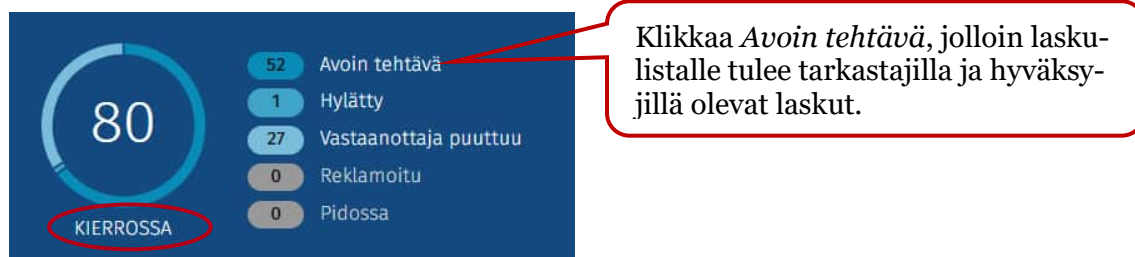 80
KIERROSSA
52 Avoin tehtävä
1 Hylätty
27 Vastaanottaja puuttuu
0 Reklamoitu
0 Pidossa
Klikkaa Avoin tehtävä, jolloin lasku-
listalle tulee tarkastajilla ja hyväksy-
jillä olevat laskut.